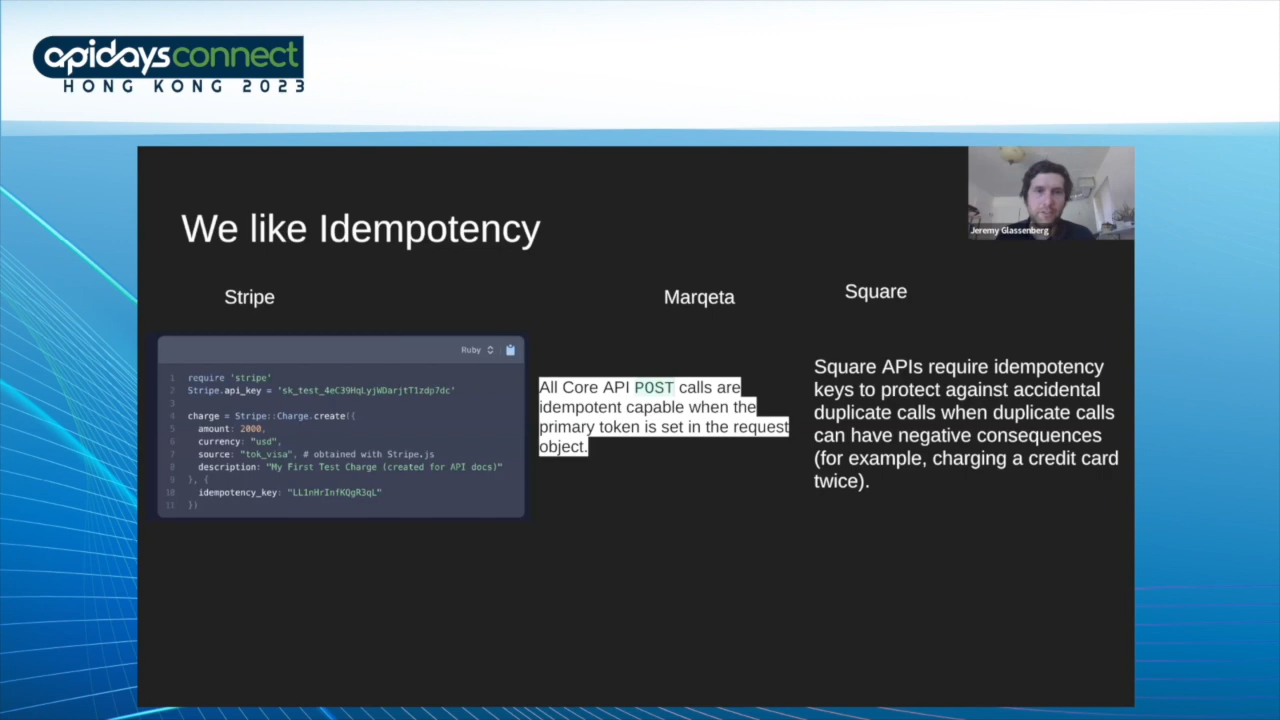 apidaysconnect
HONG KONG 2023
Jeremy Glassenberg
We like Idempotency
Stripe
Ruby
1 require 'stripe'
2 Stripe.api_key = 'sk_test_4eC39HqLyjWDarjtT1zdp7dc'
3
4 charge = Stripe::Charge.create({
5 amount: 2000,
6 currency: "usd",
7 source: "tok_visa", # obtained with Stripe.js
8 description: "My First Test Charge (created for API docs)"
9 }, {
10 idempotency_key: "LL1nHrInfKQgR3qL"
11 })
Marqeta
All Core API POST calls are
idempotent capable when the
primary token is set in the request
object.
Square
Square APIs require idempotency
keys to protect against accidental
duplicate calls when duplicate calls
can have negative consequences
(for example, charging a credit card
twice).